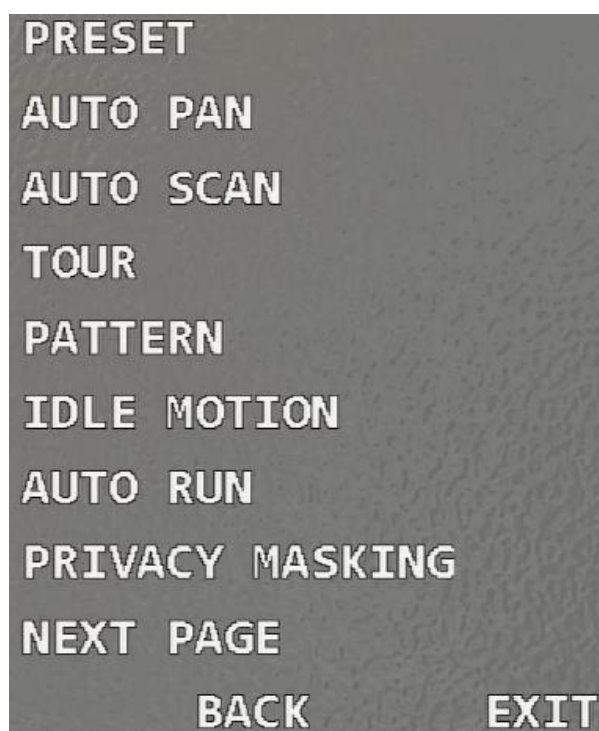 PRESET
AUTO PAN
AUTO SCAN
TOUR
PATTERN
IDLE MOTION
AUTO RUN
PRIVACY MASKING
NEXT PAGE
BACK EXIT